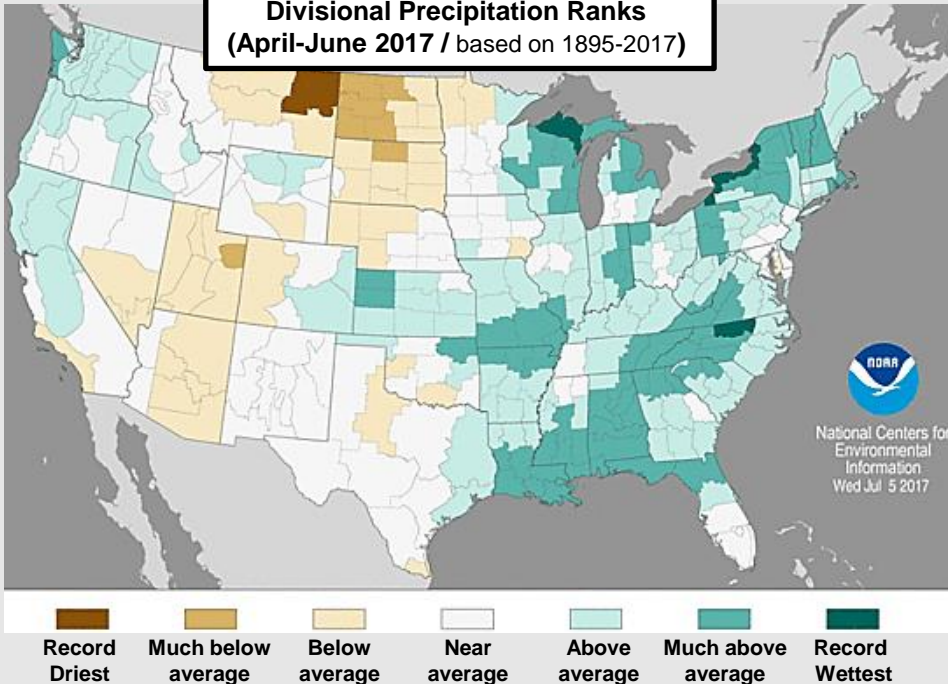 Divisional Precipitation Ranks
(April-June 2017 / based on 1895-2017)
NOAA
National Centers for
Environmental
Information
Wed Jul 5 2017
Record Driest
Much below average
Below average
Near average
Above average
Much above average
Record Wettest